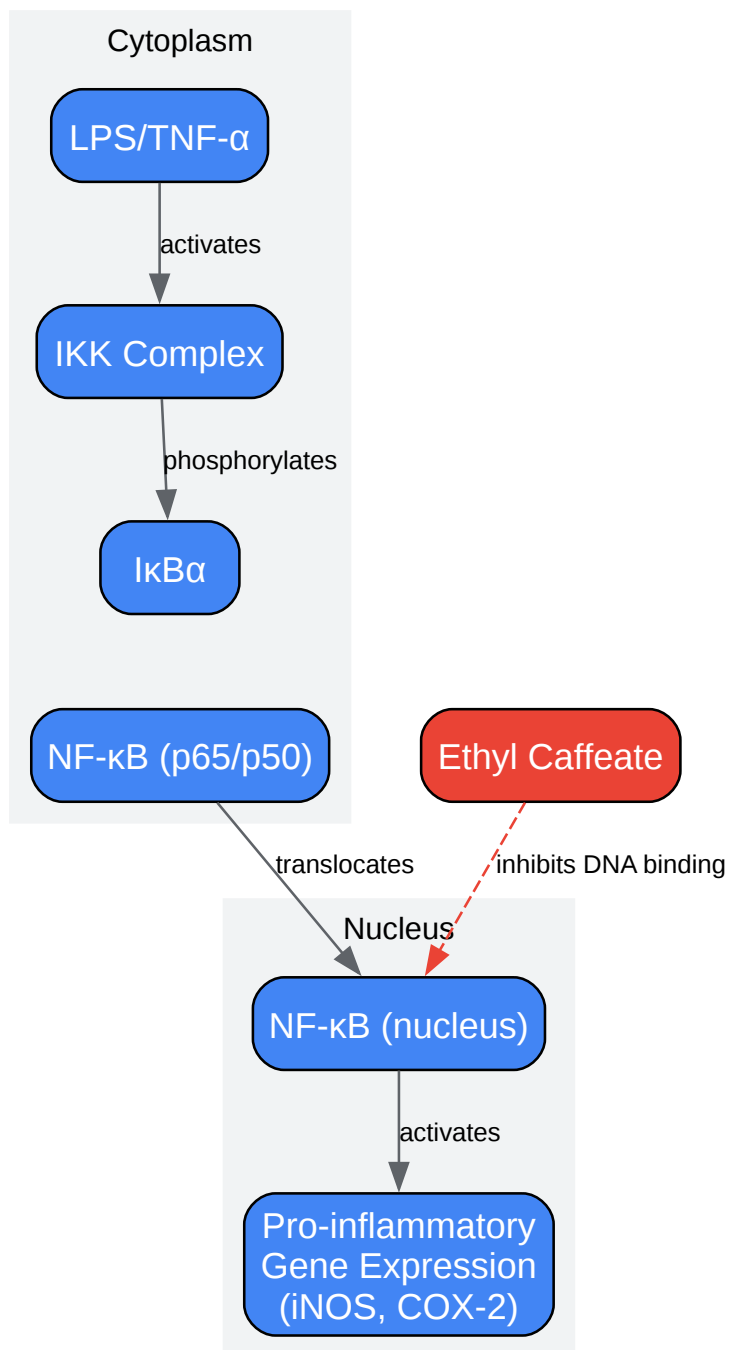 Cytoplasm
LPS/TNF-α
activates
IKK Complex
phosphorylates
IκBα
NF-κB (p65/p50)
Ethyl Caffeate
translocates
inhibits DNA binding
Nucleus
NF-κB (nucleus)
activates
Pro-inflammatory
Gene Expression
(iNOS, COX-2)